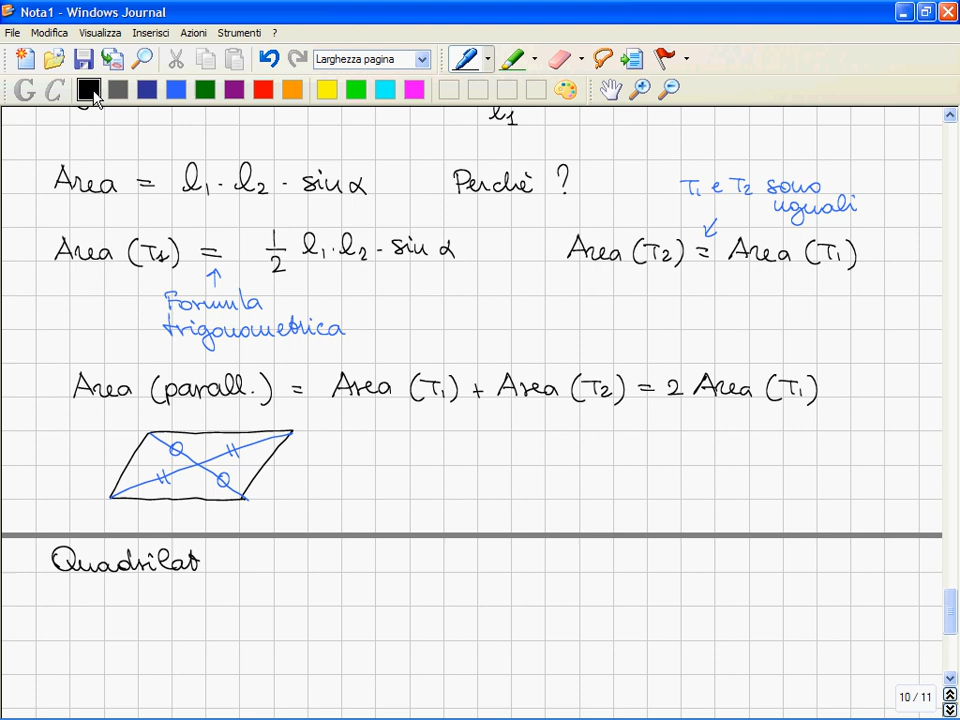 Nota1 - Windows Journal
File Modifica Visualizza Inserisci Azioni Strumenti ?
Larghezza pagina
G C
l1
Area = l1 · l2 · sin α Perchè ?
T1 e T2 sono
uguali
Area (T1) = 1/2 l1 · l2 · sin α Area (T2) = Area (T1)
Formula
trigonometrica
Area (parall.) = Area (T1) + Area (T2) = 2 Area (T1)
Quadrilat
10 / 11